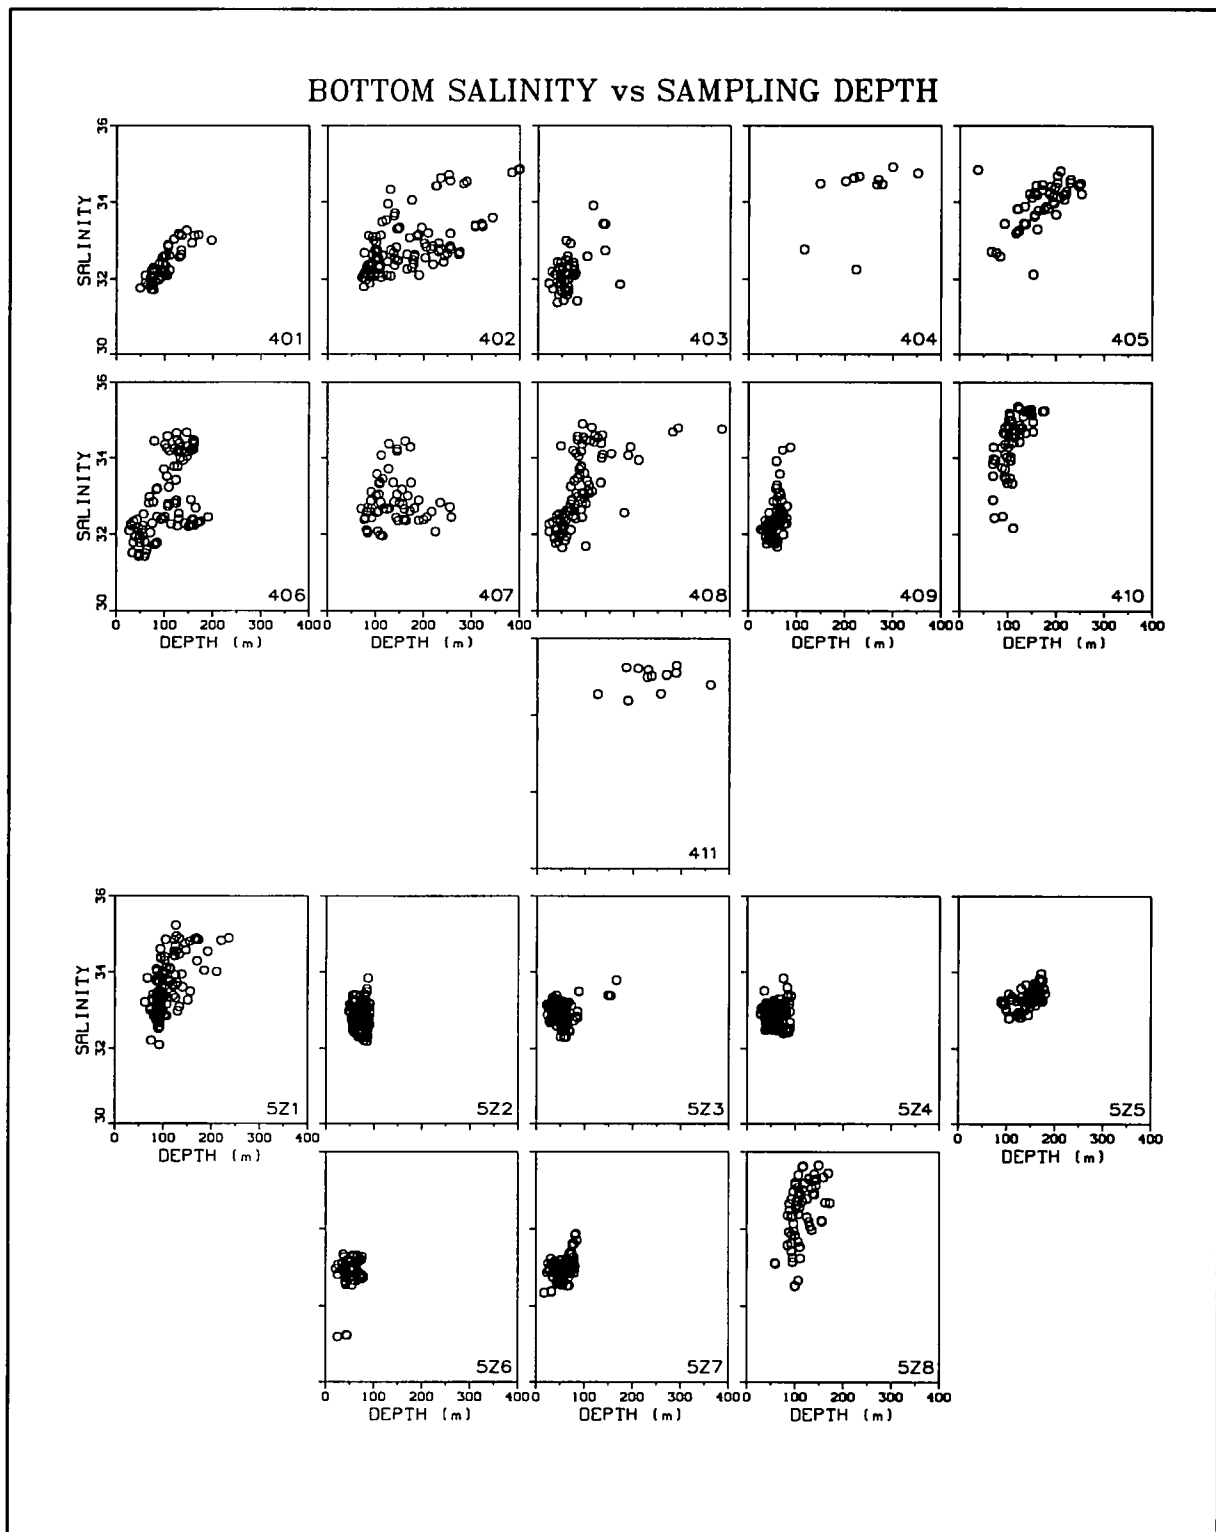 BOTTOM SALINITY vs SAMPLING DEPTH
SALINITY
36
34
32
30
401
402
403
404
405
SALINITY
36
34
32
30
406
407
408
409
410
0 100 200 300 400
0 100 200 300 400
0 100 200 300 400
0 100 200 300 400
0 100 200 300 400
DEPTH (m)
DEPTH (m)
DEPTH (m)
DEPTH (m)
DEPTH (m)
411
SALINITY
36
34
32
30
5Z1
5Z2
5Z3
5Z4
5Z5
0 100 200 300 400
0 100 200 300 400
DEPTH (m)
DEPTH (m)
5Z6
5Z7
5Z8
0 100 200 300 400
0 100 200 300 400
0 100 200 300 400
DEPTH (m)
DEPTH (m)
DEPTH (m)